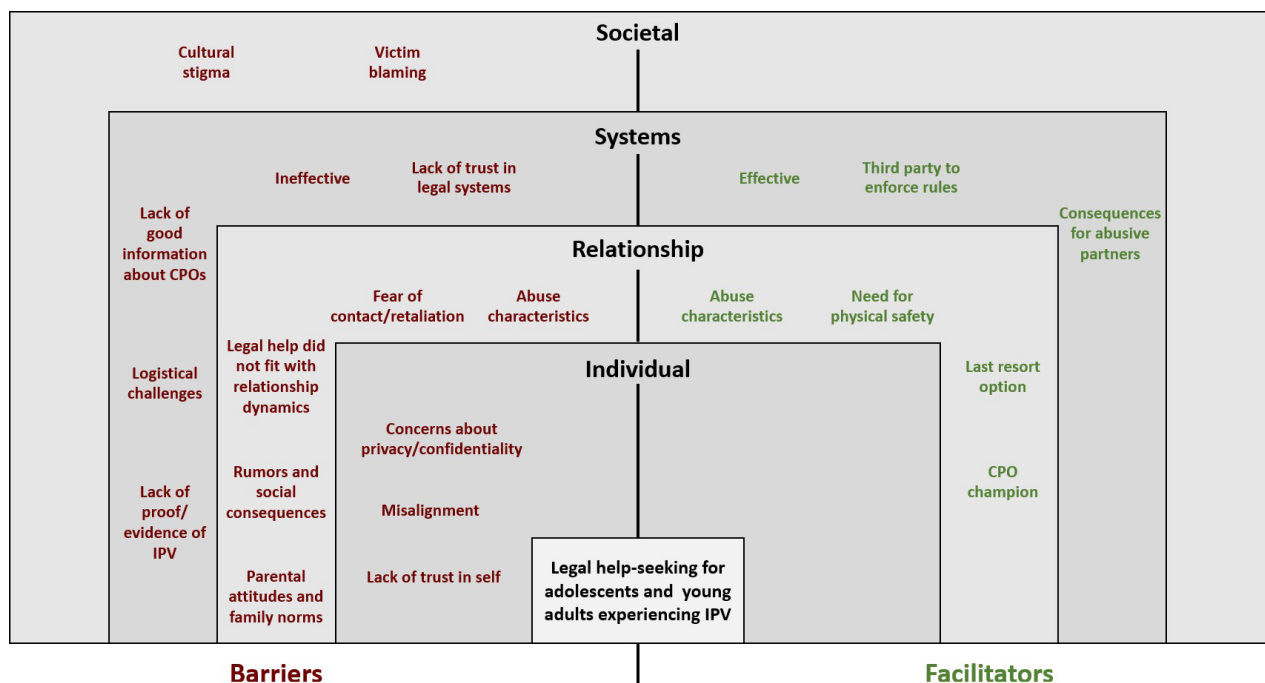 Societal
Cultural
stigma
Victim
blaming
Systems
Ineffective
Lack of trust in
legal systems
Effective
Third party to
enforce rules
Lack of
good
information
about CPOs
Consequences
for abusive
partners
Relationship
Fear of
contact/retaliation
Abuse
characteristics
Abuse
characteristics
Need for
physical safety
Logistical
challenges
Legal help did
not fit with
relationship
dynamics
Individual
Last resort
option
Concerns about
privacy/confidentiality
Lack of
proof/
evidence of
IPV
Rumors and
social
consequences
Misalignment
CPO
champion
Parental
attitudes and
family norms
Lack of trust in self
Legal help-seeking for
adolescents and young
adults experiencing IPV
Barriers
Facilitators